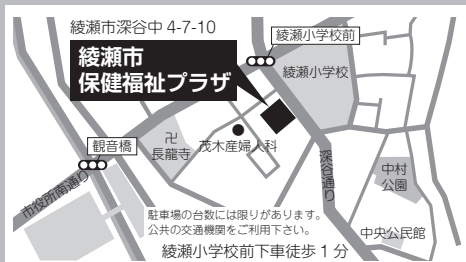 綾瀬市深谷中 4-7-10
綾瀬市
保健福祉プラザ
綾瀬小学校前
綾瀬小学校
卍
長龍寺
茂木産婦人科
観音橋
市役所南通り
深谷通り
中村
公園
中央公民館
駐車場の台数には限りがあります。
公共の交通機関をご利用下さい。
綾瀬小学校前下車徒歩 1 分